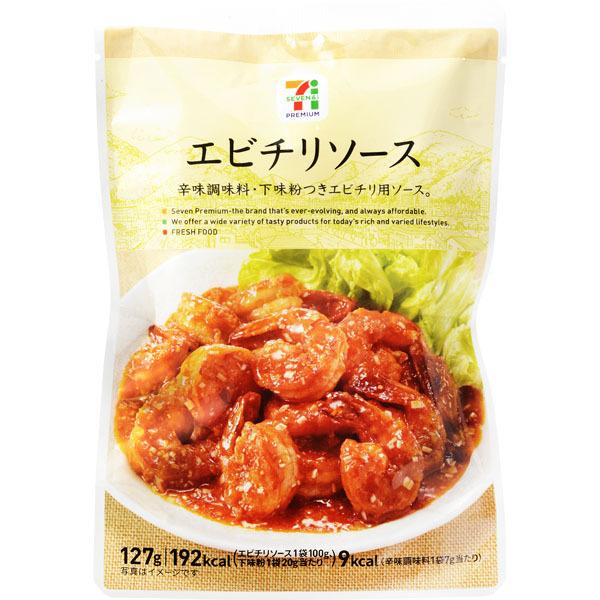 SEVEN&i
PREMIUM
エビチリソース
辛味調味料・下味粉つきエビチリ用ソース。
Seven Premium-the brand that's ever-evolving, and always affordable.
We offer a wide variety of tasty products for today's rich and varied lifestyles.
FRESH FOOD
127g 192kcal(エビチリソース1袋100g、下味粉1袋20g当たり) 9kcal(辛味調味料1袋7g当たり)
写真はイメージです